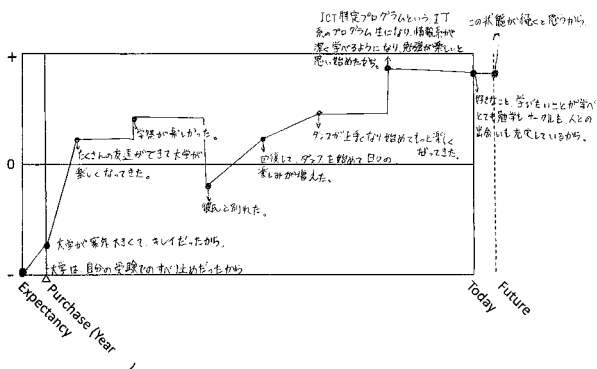 ICT特定プログラムという IT
系のプログラム生になり、情報系が
深く学べるようになり、勉強が楽しいと
思い始めたから。
この状態が続くと思うから。
+
0
-
好きなこと、学びたいことが学べ
とても勉学もサークルも、人との
出会いも充実しているから。
学祭が楽しかった。
たくさんの友達ができて大学が
楽しくなってきた。
ダンスが上手くなり始めてもっと楽しく
なってきた。
回復して、ダンスを始めて日々の
楽しみが増えた。
彼氏と別れた。
大学が案外大きくて、キレイだったから。
大学は、自分の受験でのすべり止めだったから
Expectancy
Purchase (Year
Today
Future